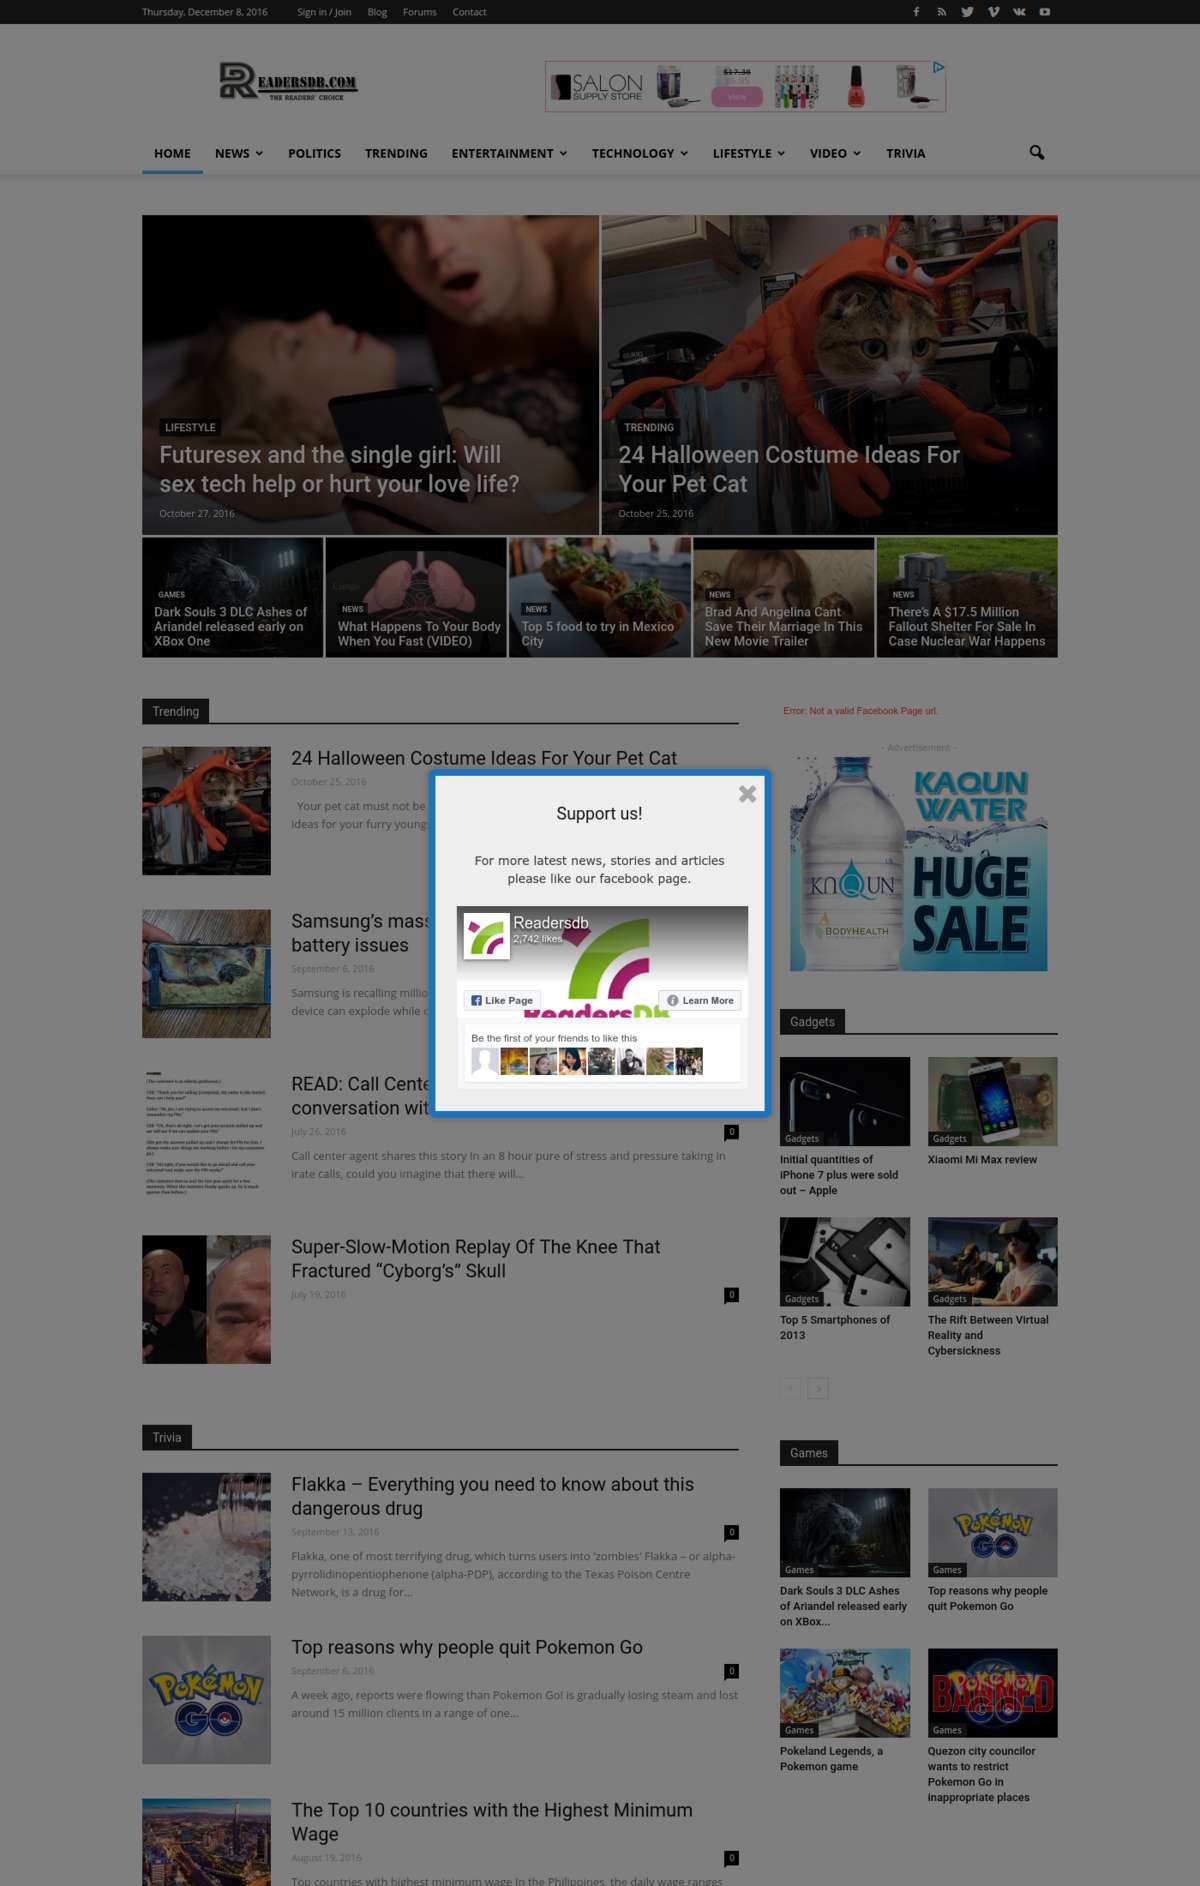 Thursday, December 8, 2016 Sign in / Join Blog Forums Contact
READERSDB.COM
THE READERS' CHOICE
SALON
SUPPLY STORE
View
HOME NEWS POLITICS TRENDING ENTERTAINMENT TECHNOLOGY LIFESTYLE VIDEO TRIVIA
LIFESTYLE
Futuresex and the single girl: Will
sex tech help or hurt your love life?
October 27, 2016
TRENDING
24 Halloween Costume Ideas For
Your Pet Cat
October 25, 2016
GAMES
Dark Souls 3 DLC Ashes of
Ariandel released early on
XBox One
NEWS
What Happens To Your Body
When You Fast (VIDEO)
NEWS
Top 5 food to try in Mexico
City
NEWS
Brad And Angelina Cant
Save Their Marriage In This
New Movie Trailer
NEWS
There's A $17.5 Million
Fallout Shelter For Sale In
Case Nuclear War Happens
Trending
24 Halloween Costume Ideas For Your Pet Cat
October 25, 2016
Your pet cat must not be
ideas for your furry young
Samsung's mass
battery issues
September 6, 2016
Samsung is recalling millio
device can explode while
READ: Call Cente
conversation wit
July 26, 2016
0
Call center agent shares this story in an 8 hour pure of stress and pressure taking in
irate calls, could you imagine that there will...
Super-Slow-Motion Replay Of The Knee That
Fractured “Cyborg’s” Skull
July 19, 2016
0
Support us!
For more latest news, stories and articles
please like our facebook page.
Readersdb
2,742 likes
Like Page
Learn More
ReadersDb
Be the first of your friends to like this
Error: Not a valid Facebook Page url.
- Advertisement -
KAQUN
WATER
HUGE
SALE
KAQUN
BODYHEALTH
Gadgets
Gadgets
Initial quantities of
iPhone 7 plus were sold
out – Apple
Gadgets
Xiaomi Mi Max review
Gadgets
Top 5 Smartphones of
2013
Gadgets
The Rift Between Virtual
Reality and
Cybersickness
Trivia
Flakka – Everything you need to know about this
dangerous drug
September 13, 2016
0
Flakka, one of most terrifying drug, which turns users into 'zombies' Flakka – or alpha-
pyrrolidinopentiophenone (alpha-PDP), according to the Texas Poison Centre
Network, is a drug for...
POKéMON
GO
Top reasons why people quit Pokemon Go
September 6, 2016
0
A week ago, reports were flowing than Pokemon Go! is gradually losing steam and lost
around 15 million clients in a range of one...
The Top 10 countries with the Highest Minimum
Wage
August 19, 2016
0
Top countries with highest minimum wage In the Philippines, the daily wage ranges
Games
Games
Dark Souls 3 DLC Ashes
of Ariandel released early
on XBox...
POKéMON
GO
Games
Top reasons why people
quit Pokemon Go
Games
Pokeland Legends, a
Pokemon game
BANNED
Games
Quezon city councilor
wants to restrict
Pokemon Go in
inappropriate places